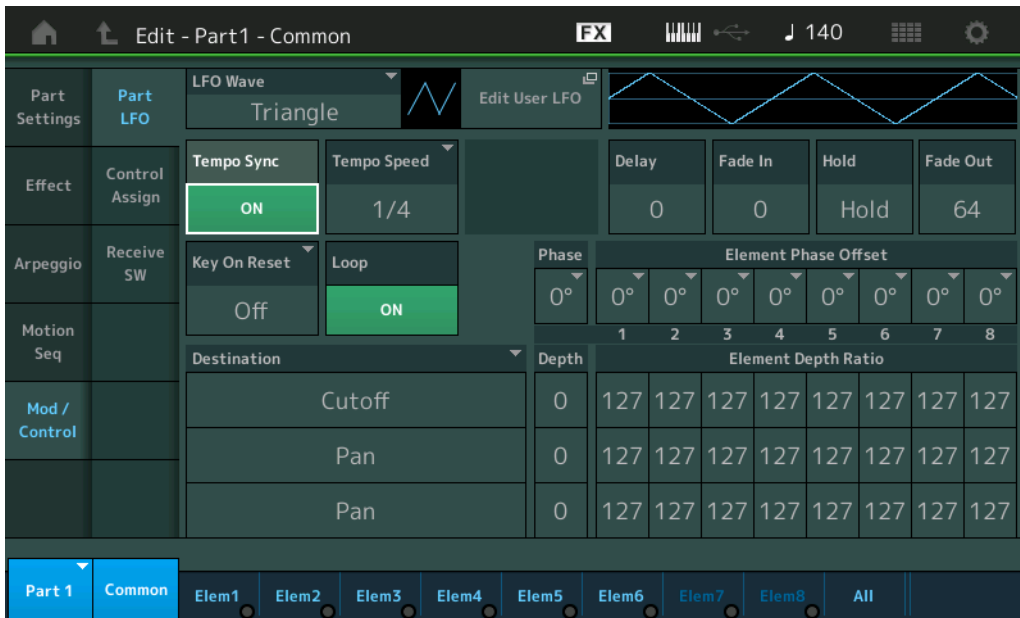 Edit - Part1 - Common FX ♩ 140
Part Settings
Part LFO
LFO Wave
Triangle
Edit User LFO
Effect
Control Assign
Tempo Sync
ON
Tempo Speed
1/4
Delay
0
Fade In
0
Hold
Hold
Fade Out
64
Arpeggio
Receive SW
Key On Reset
Off
Loop
ON
Phase
0°
Element Phase Offset
0° 0° 0° 0° 0° 0° 0° 0°
1 2 3 4 5 6 7 8
Motion Seq
Destination Depth Element Depth Ratio
Mod / Control
Cutoff 0 127 127 127 127 127 127 127 127
Pan 0 127 127 127 127 127 127 127 127
Pan 0 127 127 127 127 127 127 127 127
Part 1 Common Elem1 Elem2 Elem3 Elem4 Elem5 Elem6 Elem7 Elem8 All